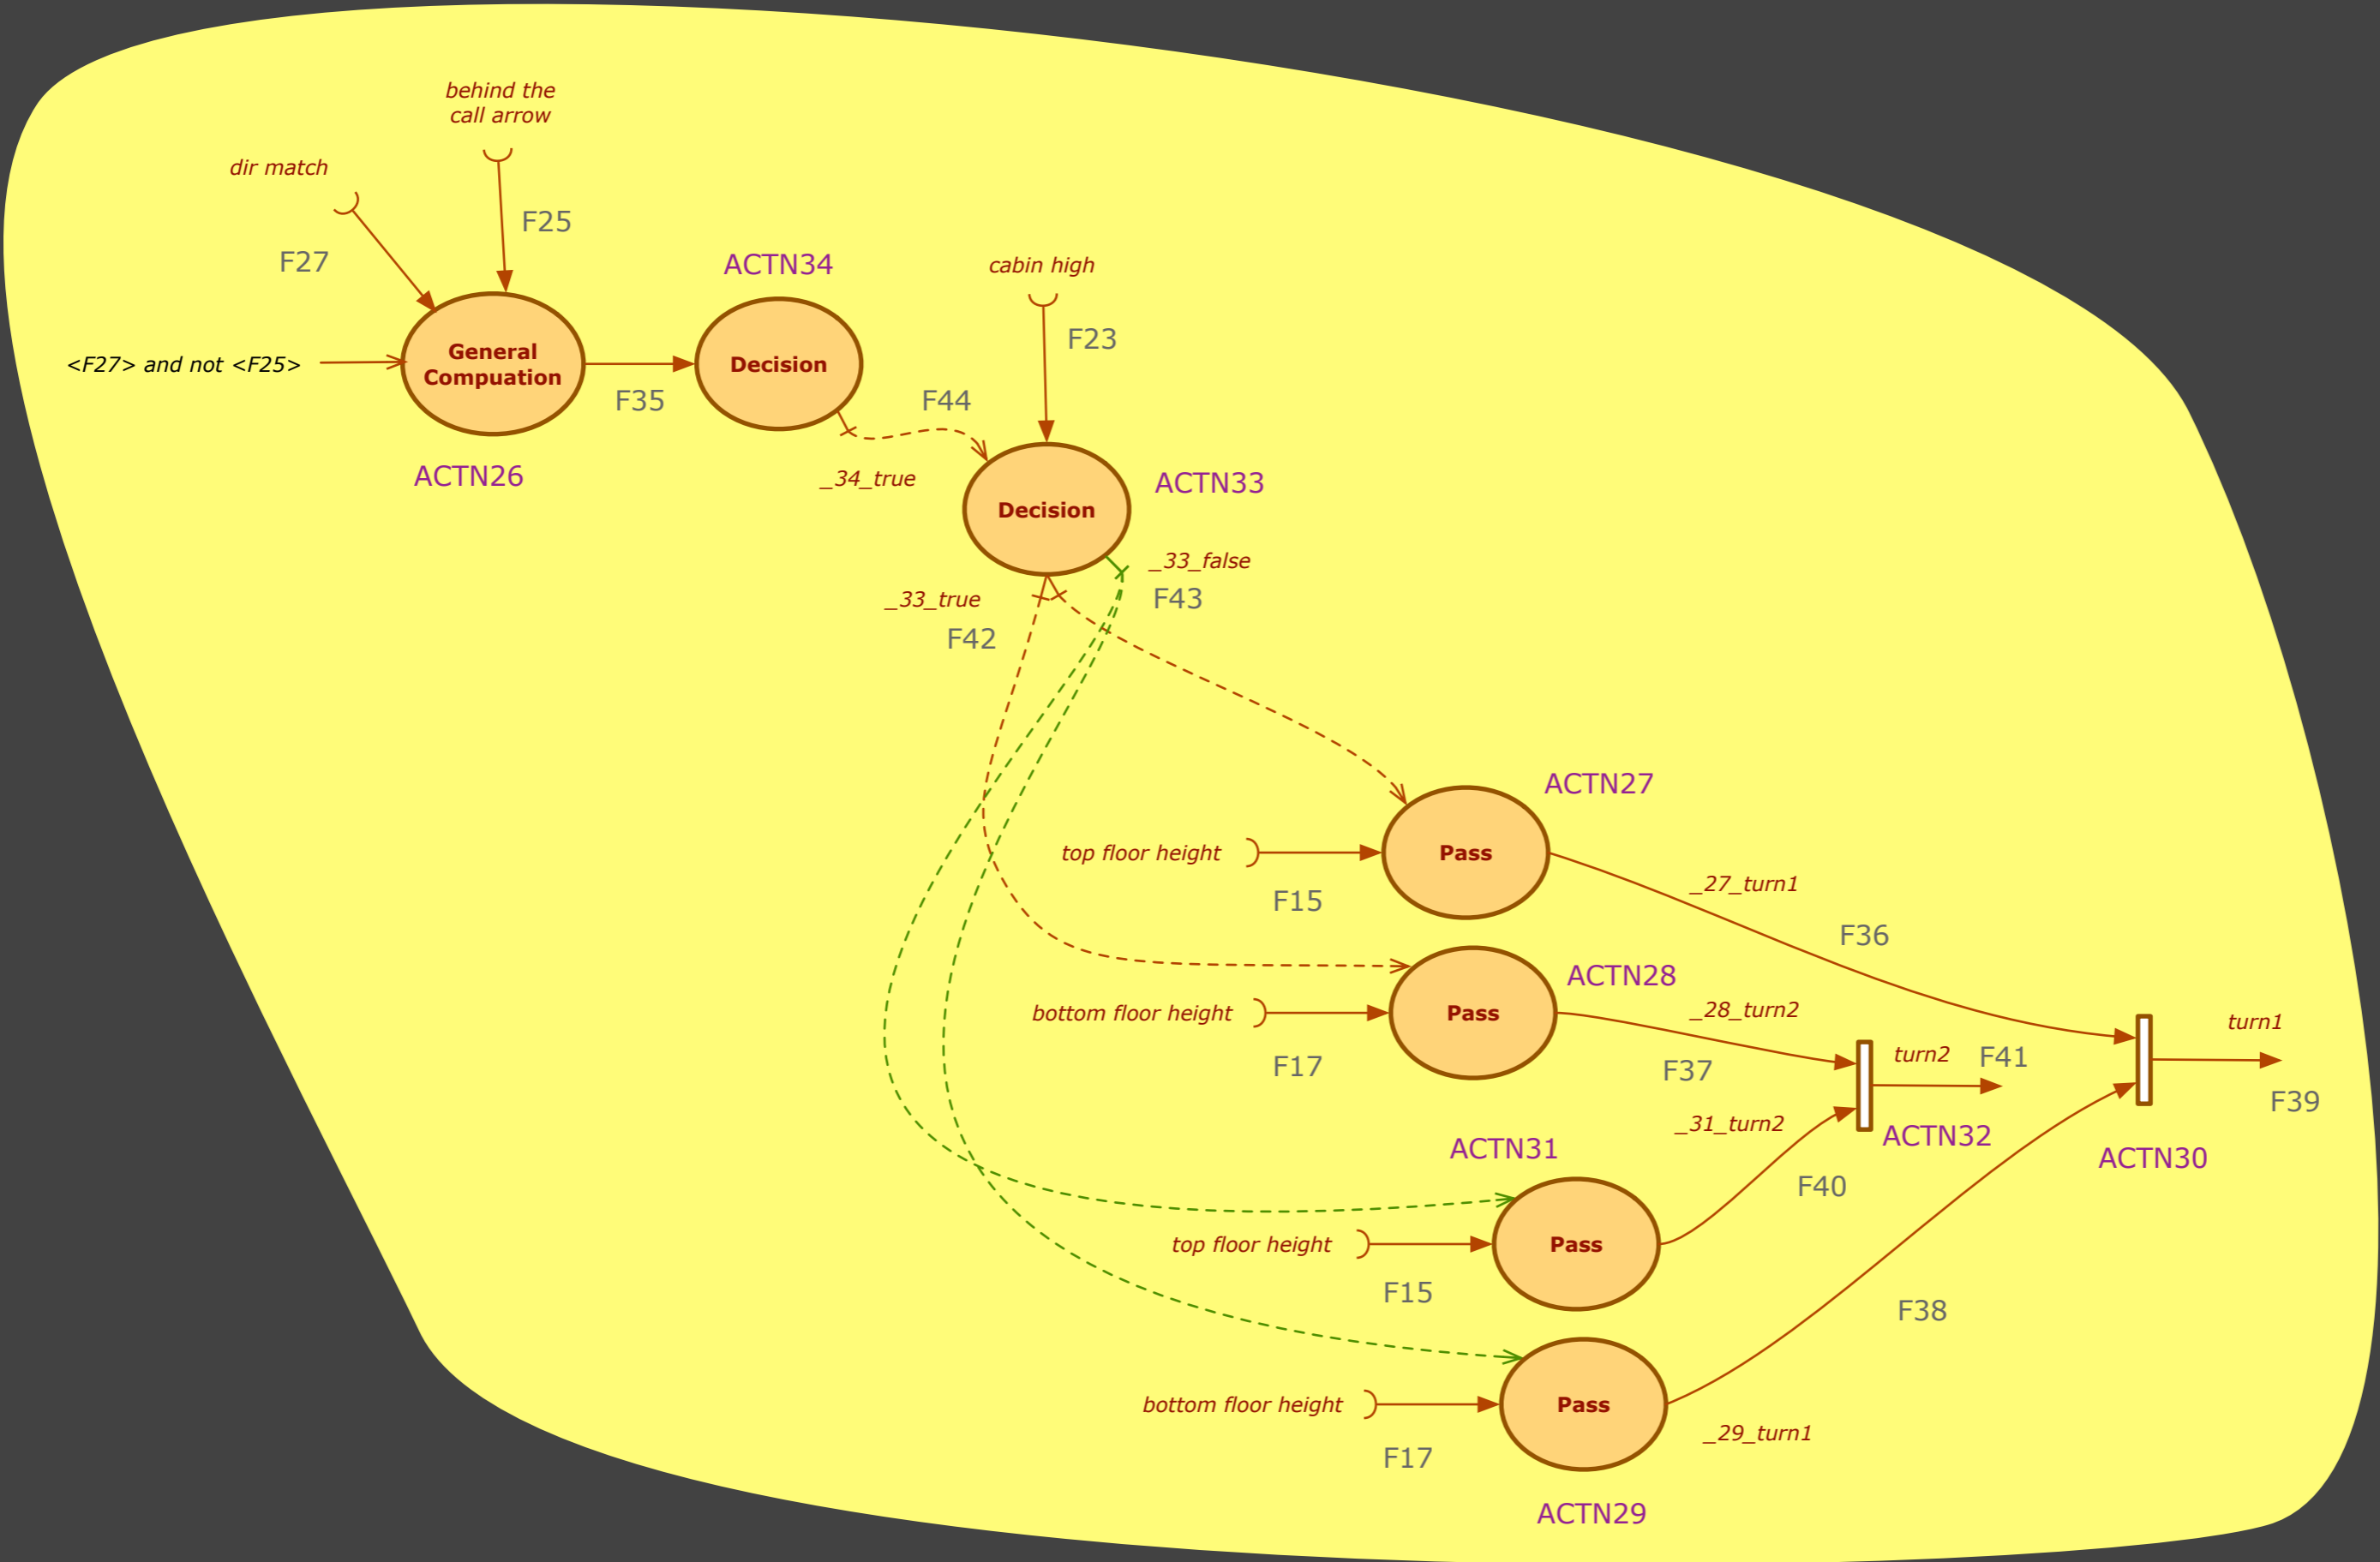 behind the
call arrow
dir match
F25
F27
ACTN34
cabin high
F23
<F27> and not <F25>
General
Compuation
Decision
F35
F44
ACTN26
_34_true
ACTN33
Decision
_33_false
_33_true
F43
F42
ACTN27
top floor height
Pass
_27_turn1
F15
F36
ACTN28
bottom floor height
Pass
_28_turn2
turn1
F17
F37
turn2
F41
F39
_31_turn2
ACTN32
ACTN31
ACTN30
F40
top floor height
Pass
F15
F38
bottom floor height
Pass
_29_turn1
F17
ACTN29